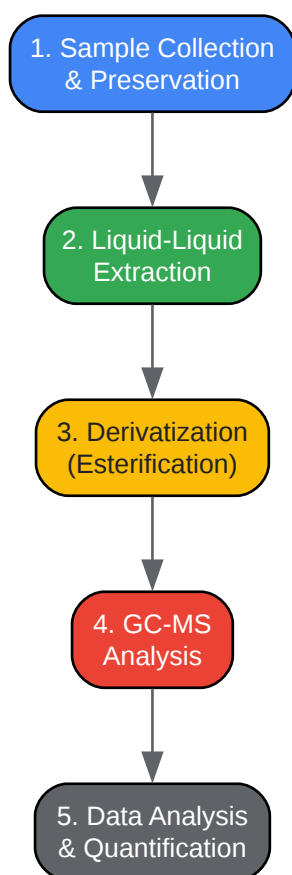 1. Sample Collection
& Preservation
2. Liquid-Liquid
Extraction
3. Derivatization
(Esterification)
4. GC-MS
Analysis
5. Data Analysis
& Quantification